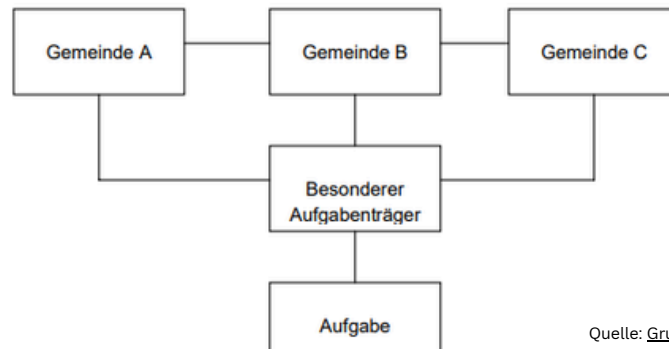 Gemeinde A
Gemeinde B
Gemeinde C
Besonderer
Aufgabenträger
Aufgabe
Quelle: